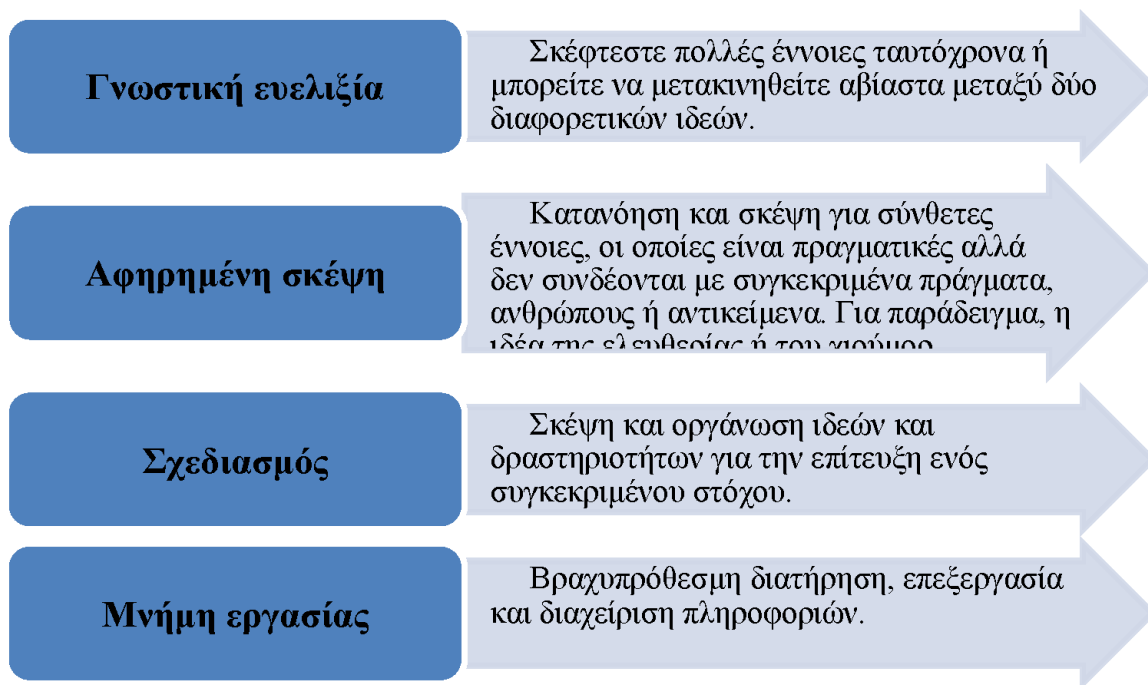 Γνωστική ευελιξία
Σκέφτεστε πολλές έννοιες ταυτόχρονα ή
μπορείτε να μετακινηθείτε αβίαστα μεταξύ δύο
διαφορετικών ιδεών.
Αφηρημένη σκέψη
Κατανόηση και σκέψη για σύνθετες
έννοιες, οι οποίες είναι πραγματικές αλλά
δεν συνδέονται με συγκεκριμένα πράγματα,
ανθρώπους ή αντικείμενα. Για παράδειγμα, η
ιδέα της ελευθερίας ή του χιούμορ
Σχεδιασμός
Σκέψη και οργάνωση ιδεών και
δραστηριοτήτων για την επίτευξη ενός
συγκεκριμένου στόχου.
Μνήμη εργασίας
Βραχυπρόθεσμη διατήρηση, επεξεργασία
και διαχείριση πληροφοριών.